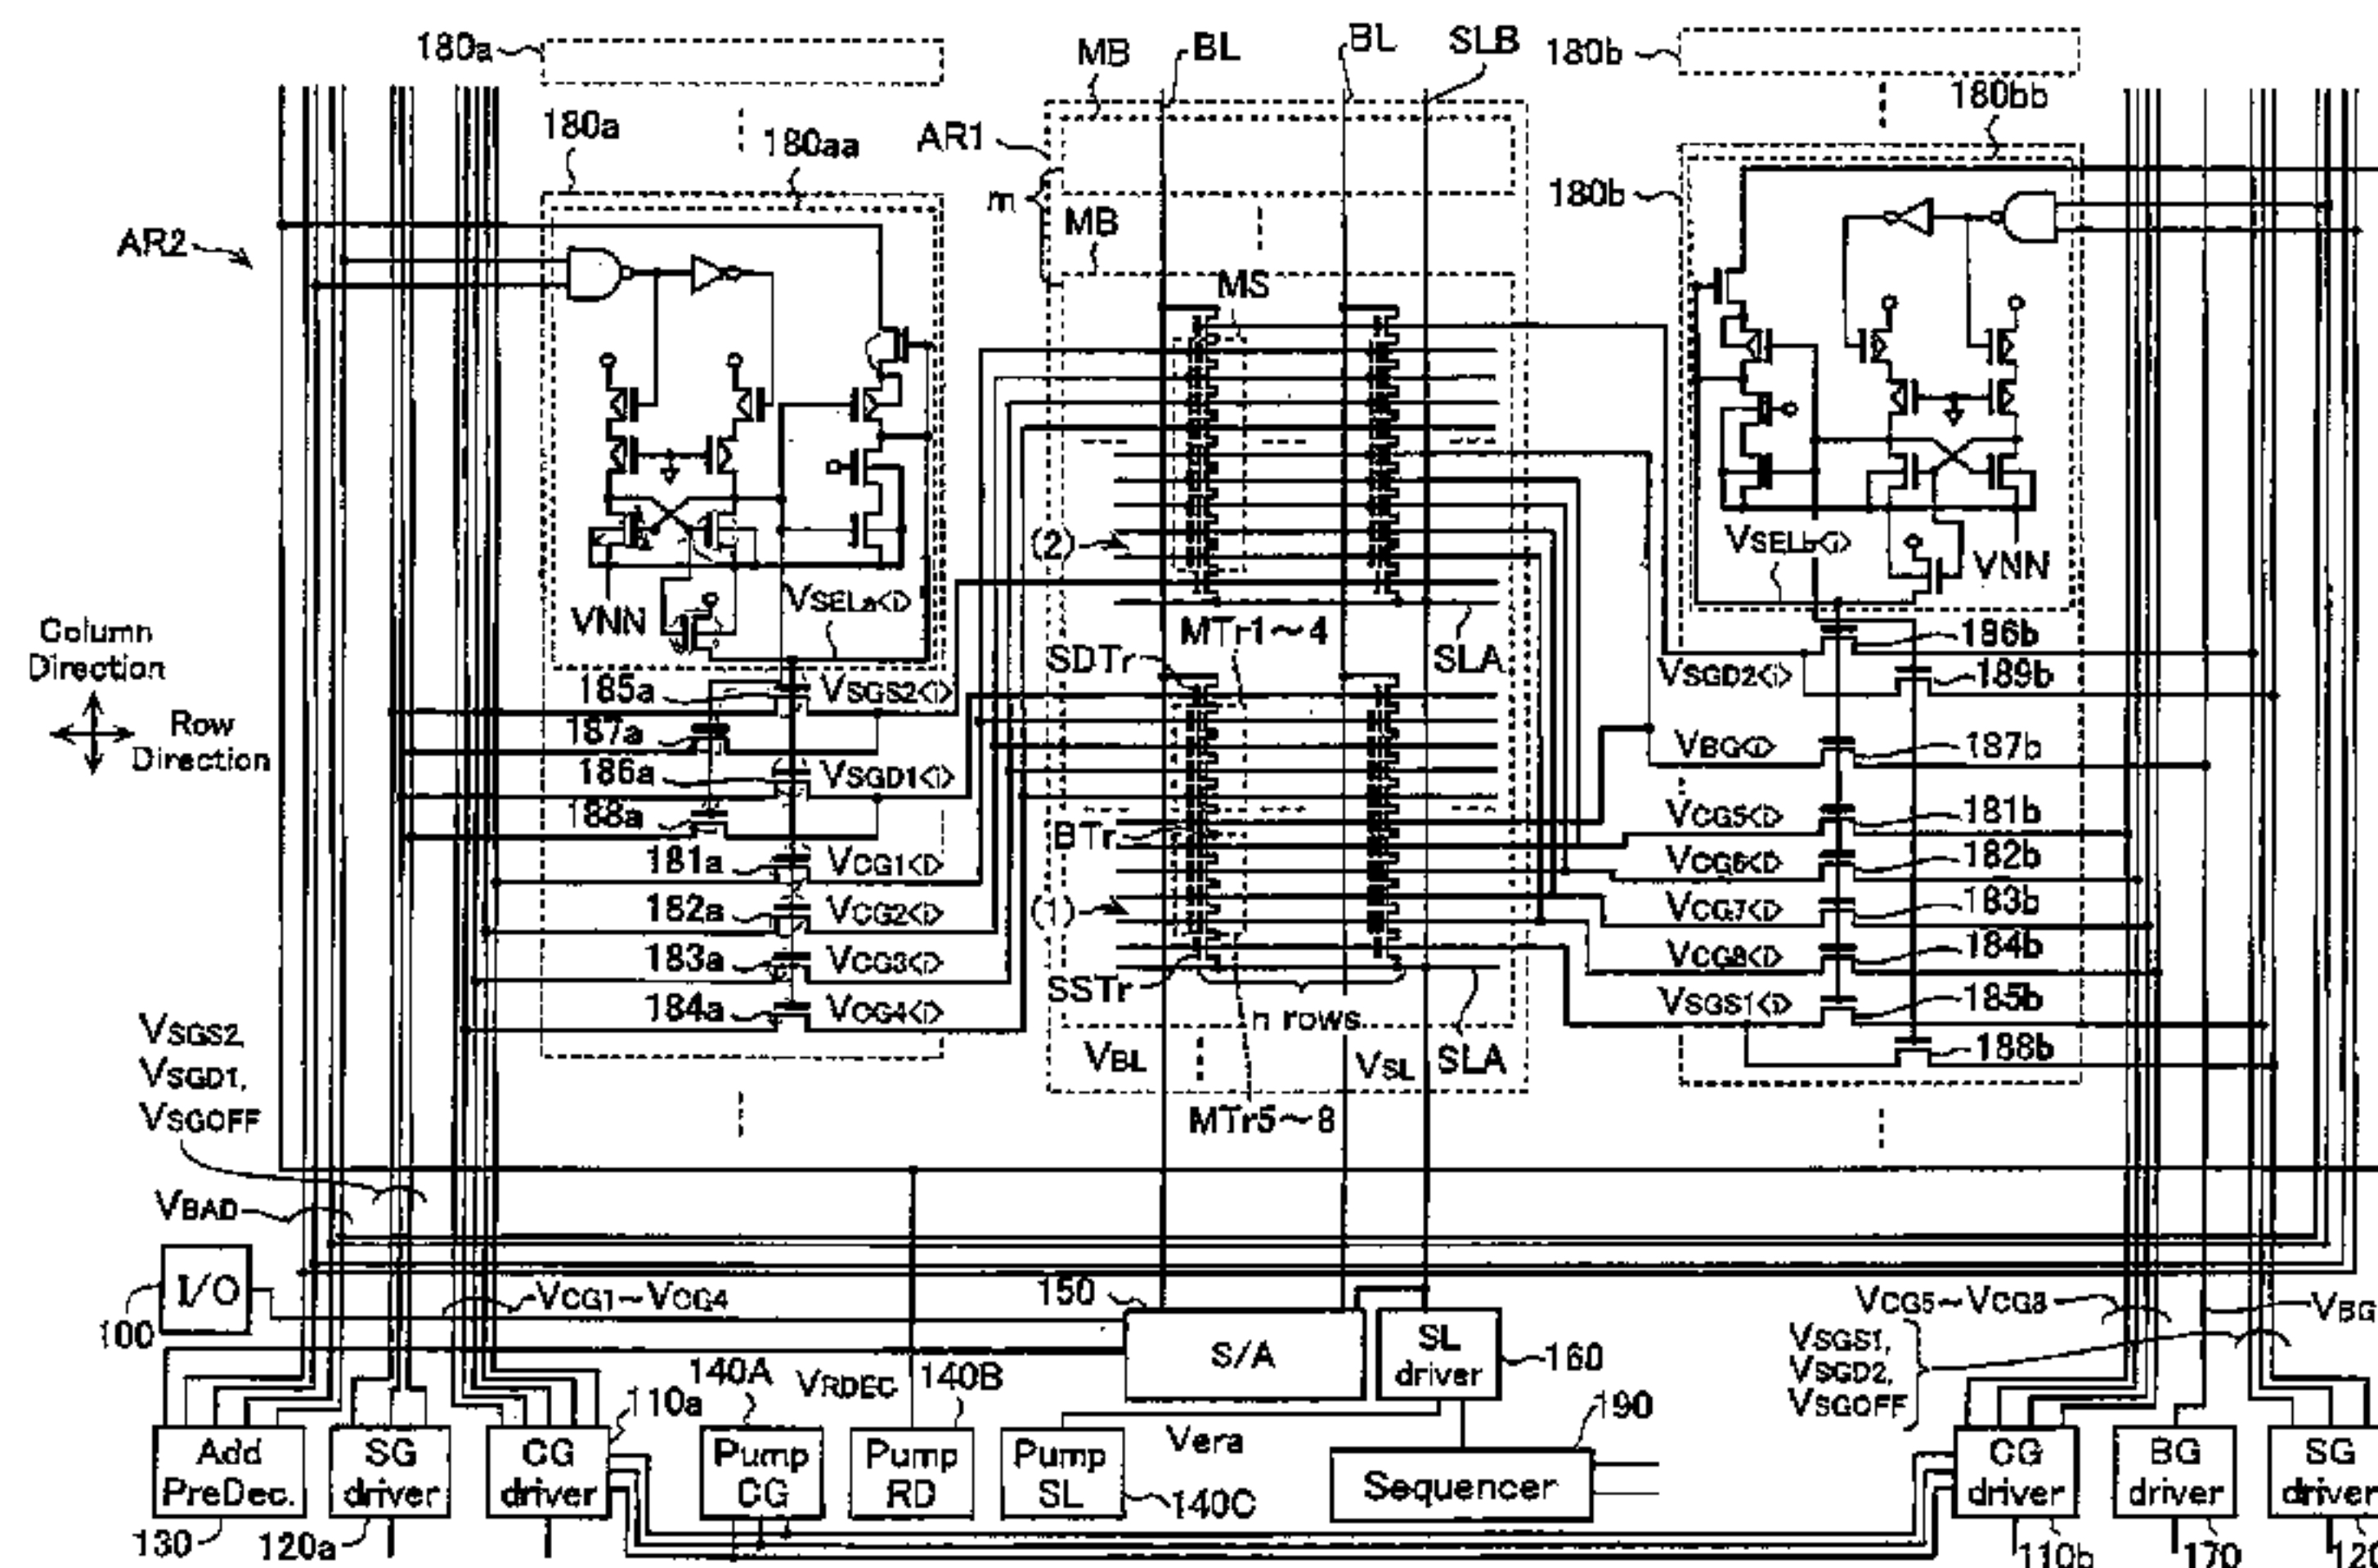 180a
MB
BL
BL
SLB
180b
180bb
180a
180aa
AR1
180b
m
MB
AR2
MS
(2)
VSELb<i>
VNN
VSELa<i>
VNN
Column
Direction
Row
Direction
MTr1~4
SDTr
SLA
186b
VSGD2<i>
189b
185a
VSGS2<i>
187a
186a
VSGD1<i>
VBG<i>
187b
188a
BTr
VCG5<i>
181b
181a
VCG1<i>
VCG6<i>
182b
182a
VCG2<i>
(1)
VCG7<i>
183b
183a
VCG3<i>
VCG8<i>
184b
SSTr
184a
VCG4<i>
n rows
VSGS1<i>
185b
VSGS2,
VSGD1,
VSGOFF
VBL
VSL
SLA
188b
MTr5~8
VBAD
I/O
100
VCG1~VCG4
150
S/A
SL
driver
160
VCG5~VCG8
VBG
VSGS1,
VSGD2,
VSGOFF
140A
VRDEC
140B
110a
Vera
190
Add
PreDec.
SG
driver
CG
driver
Pump
CG
Pump
RD
Pump
SL
Sequencer
CG
driver
BG
driver
SG
driver
140C
130
120a
110b
170